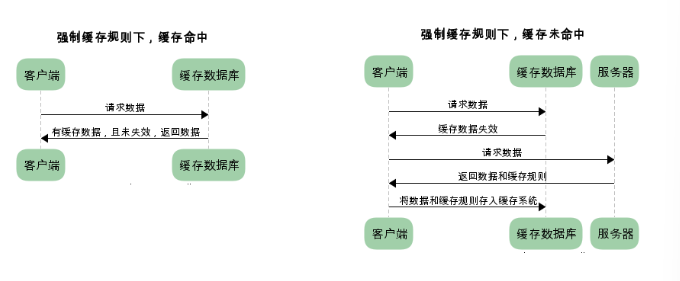 强制缓存规则下，缓存命中
客户端
缓存数据库
请求数据
有缓存数据，且未失效，返回数据
客户端
缓存数据库
强制缓存规则下，缓存未命中
客户端
缓存数据库
服务器
请求数据
缓存数据失效
请求数据
返回数据和缓存规则
将数据和缓存规则存入缓存系统
客户端
缓存数据库
服务器